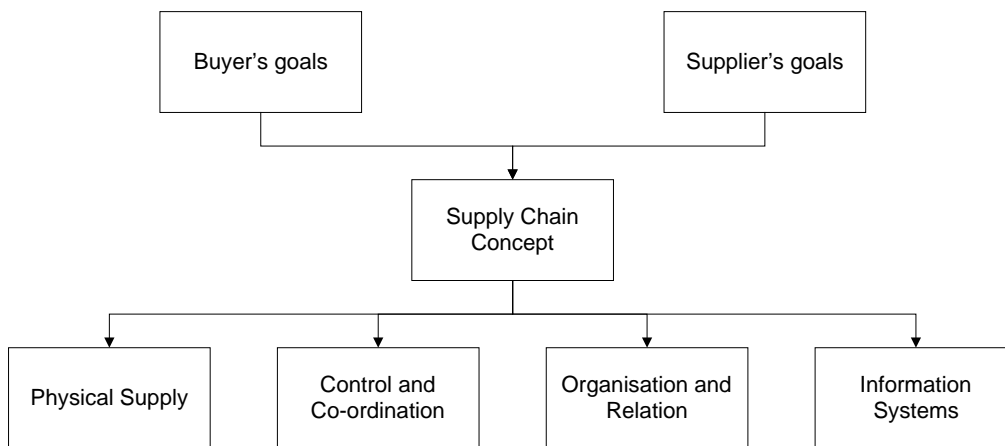 Buyer’s goals
Supplier’s goals
Supply Chain
Concept
Physical Supply
Control and
Co-ordination
Organisation and
Relation
Information
Systems